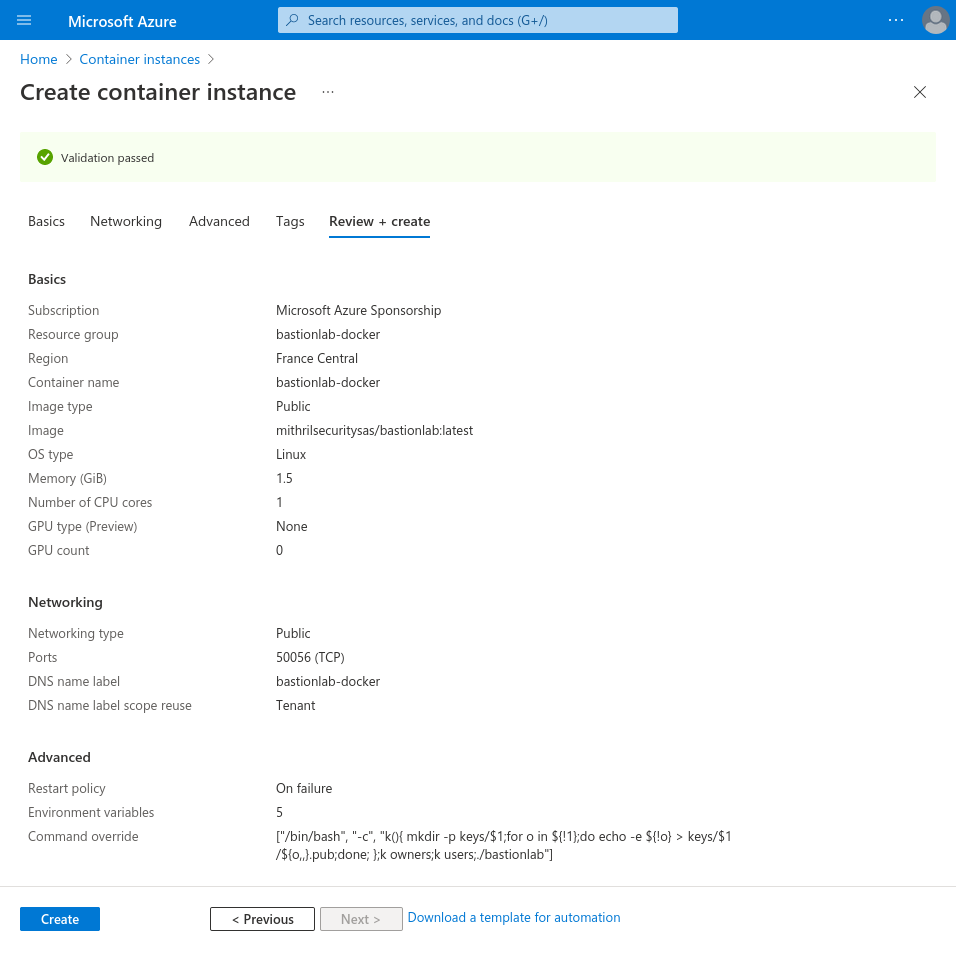 Microsoft Azure
Search resources, services, and docs (G+/)
Home
Container instances
Create container instance
Validation passed
Basics
Networking
Advanced
Tags
Review + create
Basics
Subscription Microsoft Azure Sponsorship
Resource group bastionlab-docker
Region France Central
Container name bastionlab-docker
Image type Public
Image mithrilsecuritysas/bastionlab:latest
OS type Linux
Memory (GiB) 1.5
Number of CPU cores 1
GPU type (Preview) None
GPU count 0
Networking
Networking type Public
Ports 50056 (TCP)
DNS name label bastionlab-docker
DNS name label scope reuse Tenant
Advanced
Restart policy On failure
Environment variables 5
Command override ["/bin/bash", "-c", "k(){ mkdir -p keys/$1;for o in ${!1};do echo -e ${!o} > keys/$1
/${o,,}.pub;done; };k owners;k users;./bastionlab"]
Create
< Previous
Next >
Download a template for automation